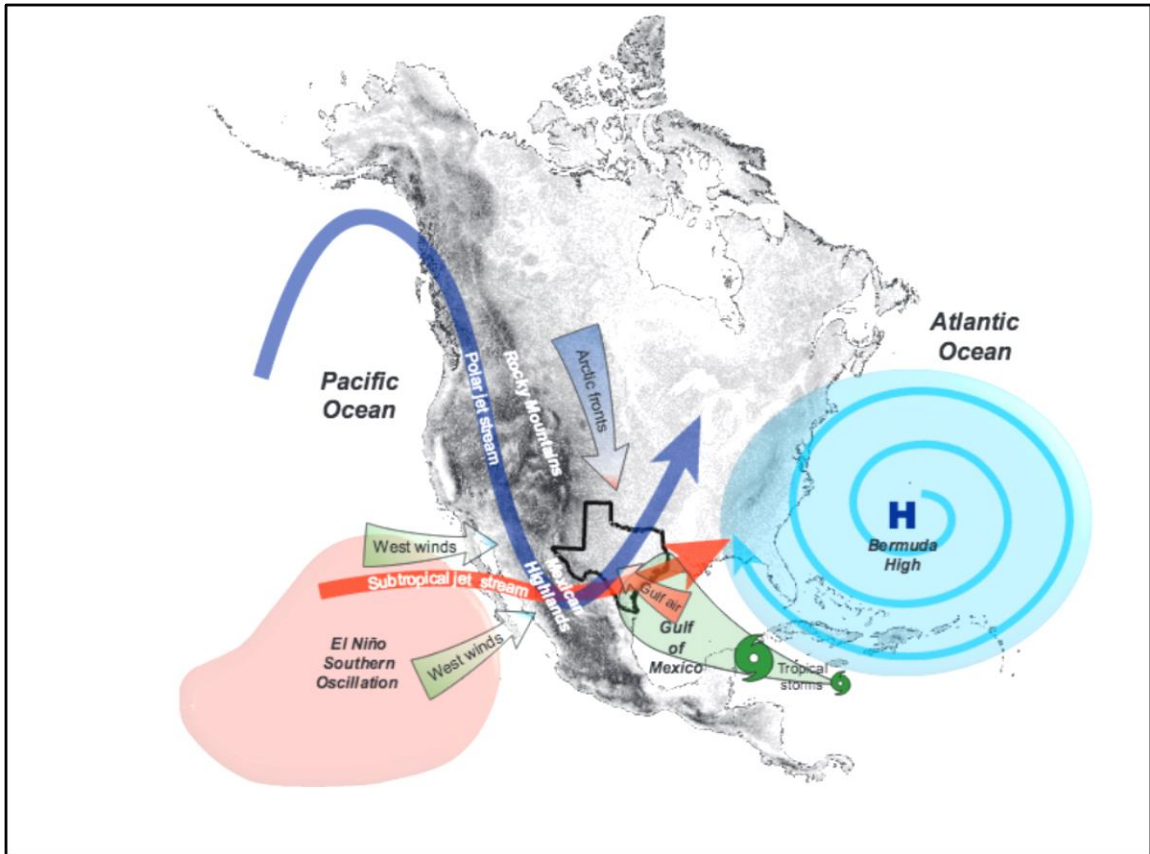 Atlantic
Ocean
Pacific
Ocean
Polar jet stream
Rocky Mountains
Arctic fronts
H
Bermuda
High
West winds
Subtropical jet stream
Mexican
Highlands
Gulf air
El Niño
Southern
Oscillation
West winds
Gulf
of
Mexico
Tropical
storms